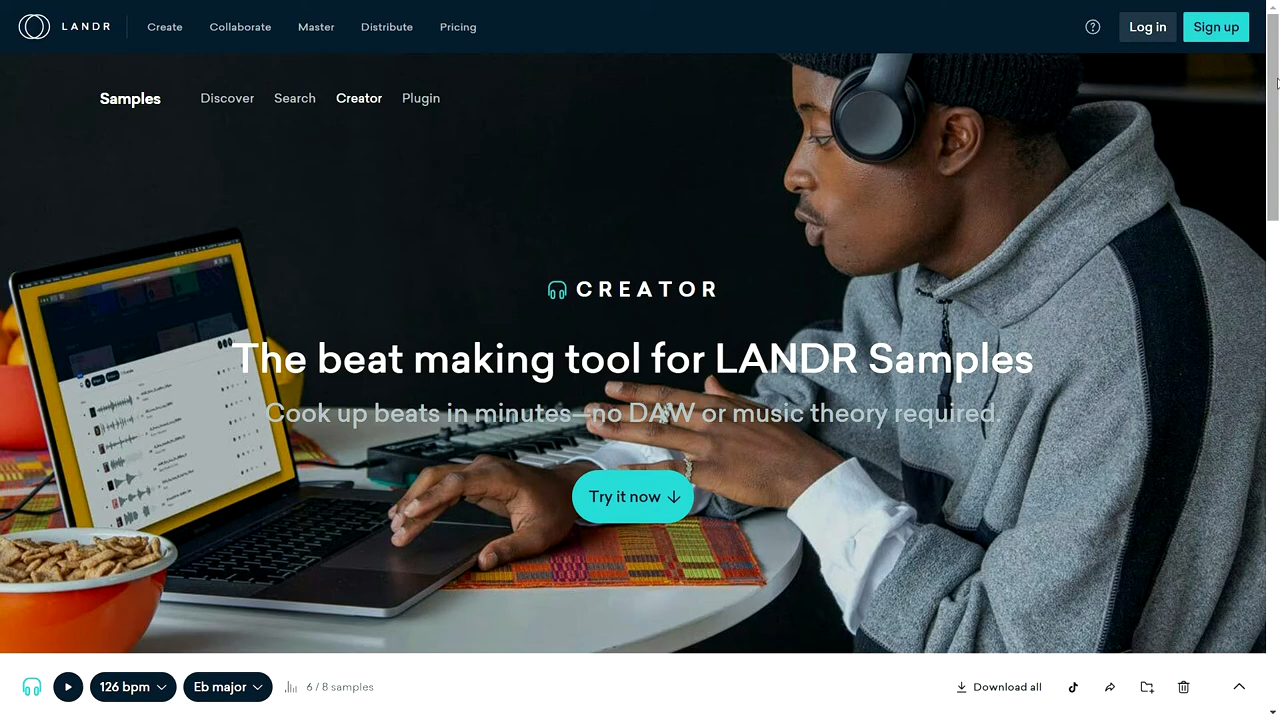 LANDR
Create
Collaborate
Master
Distribute
Pricing
Log in
Sign up
Samples
Discover
Search
Creator
Plugin
CREATOR
The beat making tool for LANDR Samples
Cook up beats in minutes—no DAW or music theory required.
Try it now
126 bpm
Eb major
6 / 8 samples
Download all